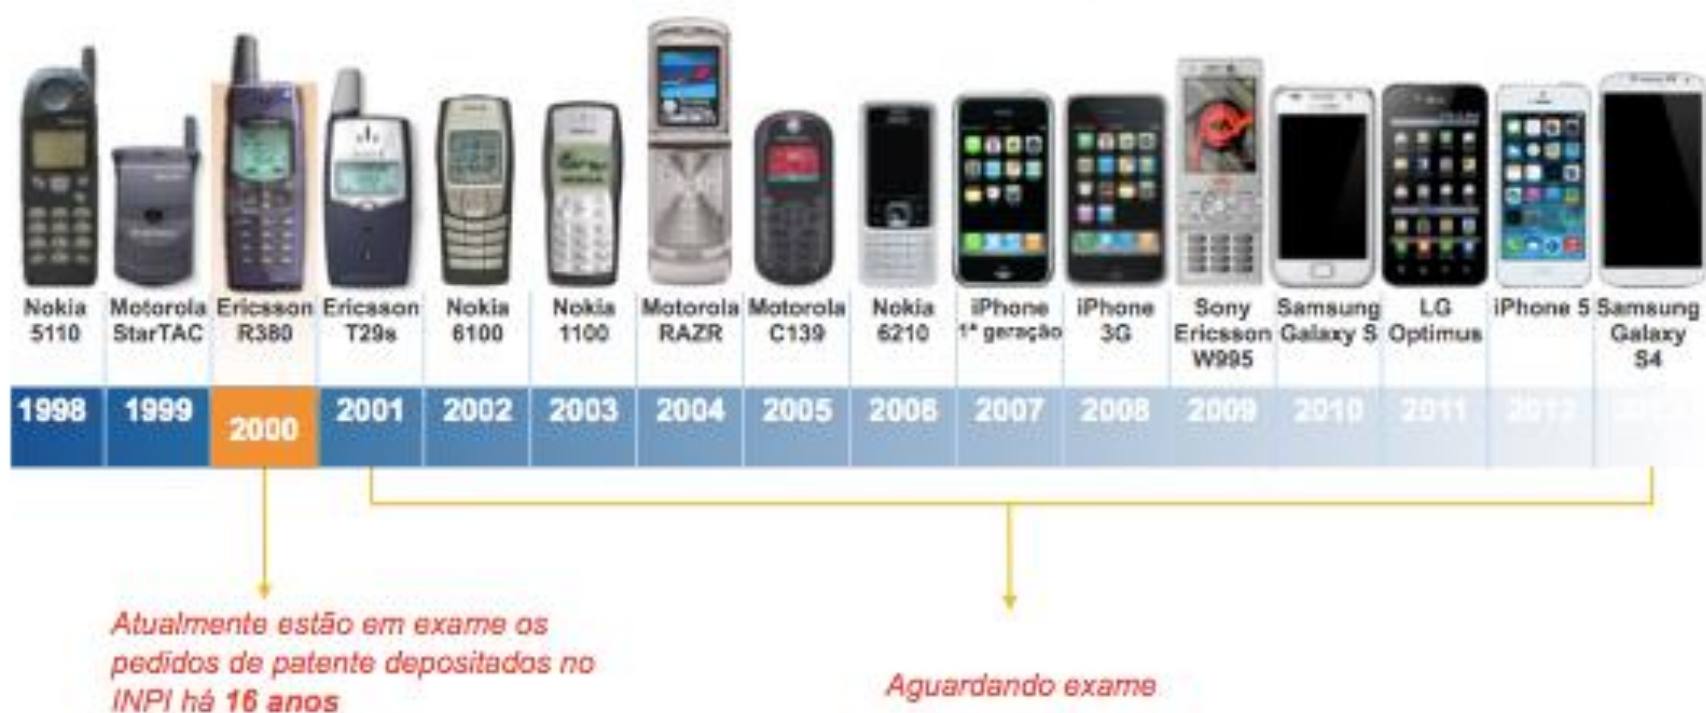 Nokia
5110
Motorola
StarTAC
Ericsson
R380
Ericsson
T29s
Nokia
6100
Nokia
1100
Motorola
RAZR
Motorola
C139
Nokia
6210
iPhone
1ª geração
iPhone
3G
Sony
Ericsson
W995
Samsung
Galaxy S
LG
Optimus
iPhone 5
Samsung
Galaxy
S4
1998
1999
2000
2001
2002
2003
2004
2005
2006
2007
2008
2009
2010
2011
2012
Atualmente estão em exame os
pedidos de patente depositados no
INPI há 16 anos
Aguardando exame